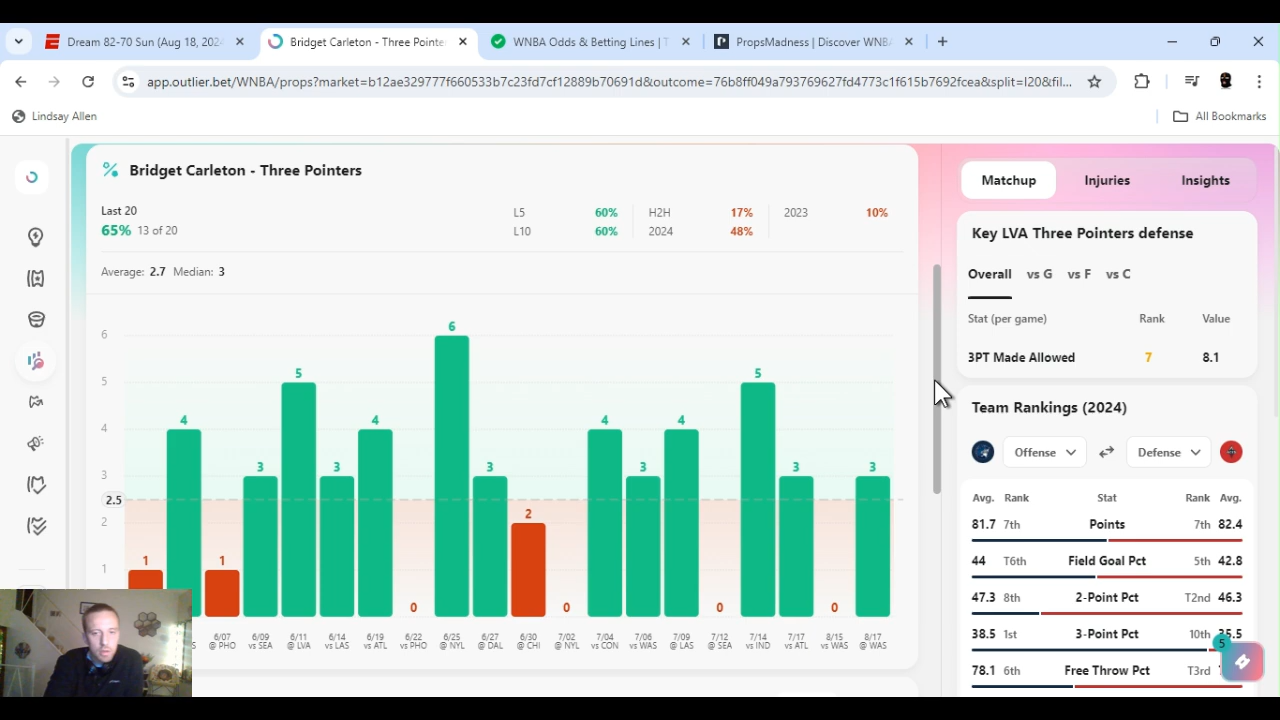 Dream 82-70 Sun (Aug 18, 2024
Bridget Carleton - Three Pointe
WNBA Odds & Betting Lines | T
PropsMadness | Discover WNB
app.outlier.bet/WNBA/props?market=b12ae329777f660533b7c23fd7cf12889b70691d&outcome=76b8ff049a793769627fd4773c1f615b7692fcea&split=l20&fil...
Lindsay Allen
All Bookmarks
Bridget Carleton - Three Pointers
Last 20
65% 13 of 20
L5 60% H2H 17% 2023 10%
L10 60% 2024 48%
Average: 2.7 Median: 3
6
5
4
3
2.5
2
1
1 4 1 3 5 3 4 0 6 3 2 0 4 3 4 0 5 3 0 3
S 6/07 6/09 6/11 6/14 6/19 6/22 6/25 6/27 6/30 7/02 7/04 7/06 7/09 7/12 7/14 7/17 8/15 8/17
@ PHO vs SEA @ LVA vs LAS vs ATL vs PHO @ NYL @ DAL @ CHI @ NYL vs CON vs WAS @ LAS @ SEA vs IND vs ATL vs WAS @ WAS
Matchup Injuries Insights
Key LVA Three Pointers defense
Overall vs G vs F vs C
Stat (per game) Rank Value
3PT Made Allowed 7 8.1
Team Rankings (2024)
Offense Defense
Avg. Rank Stat Rank Avg.
81.7 7th Points 7th 82.4
44 T6th Field Goal Pct 5th 42.8
47.3 8th 2-Point Pct T2nd 46.3
38.5 1st 3-Point Pct 10th 35.5
5
78.1 6th Free Throw Pct T3rd